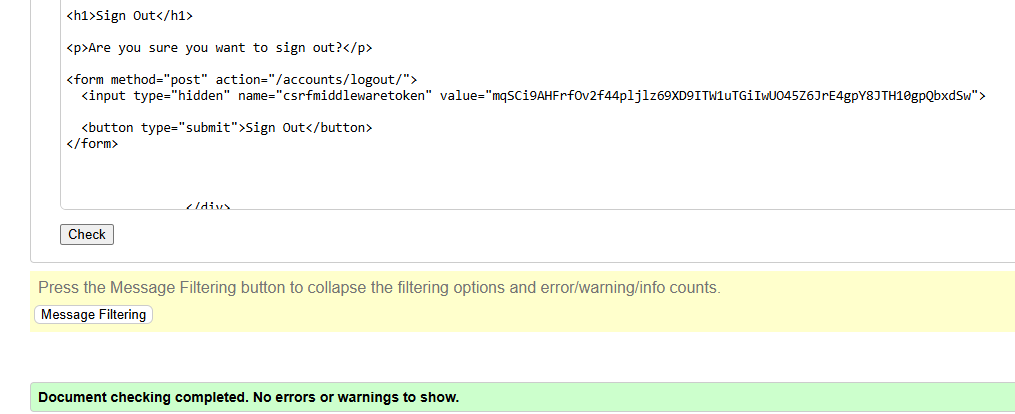 <h1>Sign Out</h1>
<p>Are you sure you want to sign out?</p>
<form method="post" action="/accounts/logout/">
<input type="hidden" name="csrfmiddlewaretoken" value="mqSCi9AHFrfOv2f44pljlz69XD9ITW1uTGiIwUO45Z6JrE4gpY8JTH10gpQbxdSw">
<button type="submit">Sign Out</button>
</form>
</div>
Check
Press the Message Filtering button to collapse the filtering options and error/warning/info counts.
Message Filtering
Document checking completed. No errors or warnings to show.